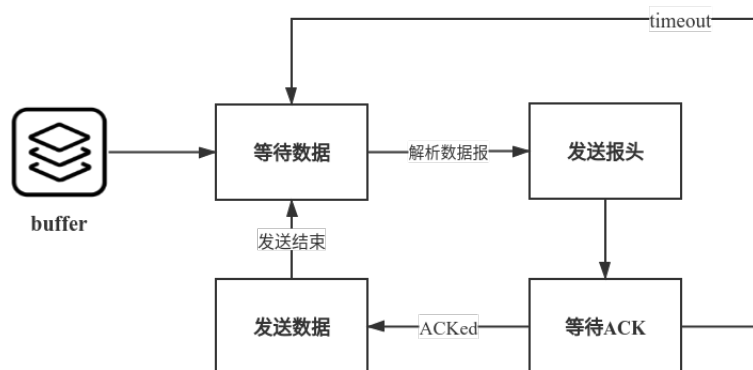 timeout
等待数据
解析数据报
发送报头
buffer
发送结束
发送数据
ACKed
等待ACK